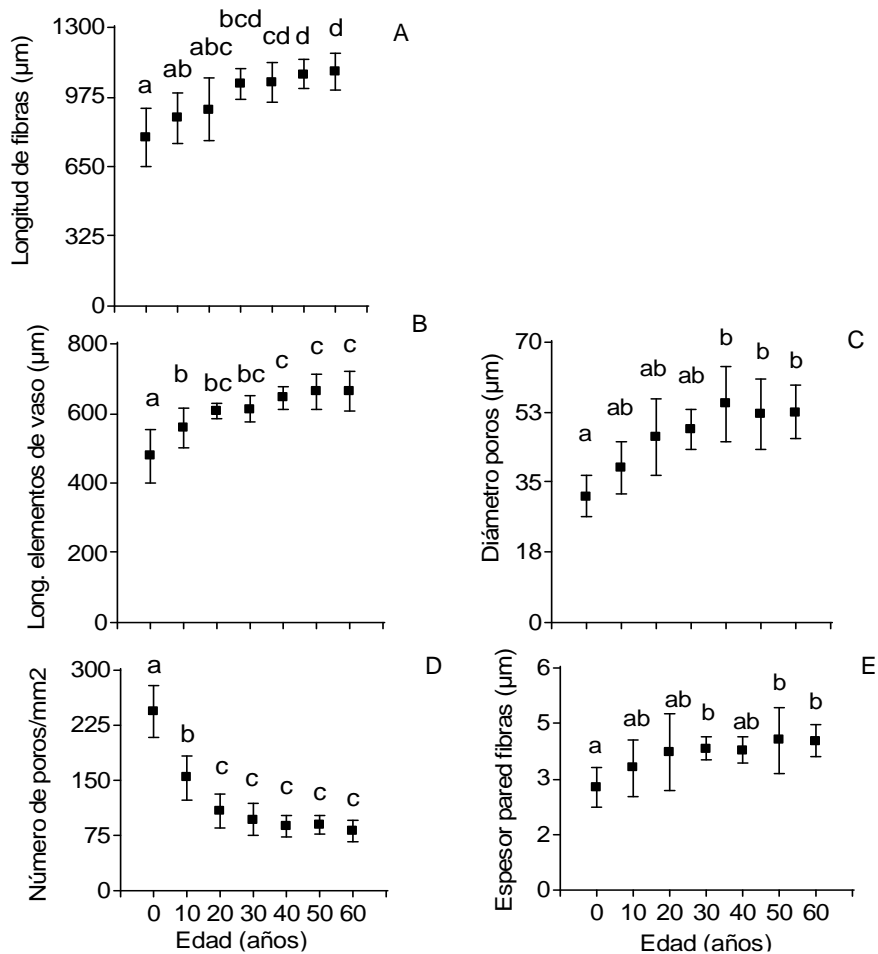 A
Longitud de fibras (µm)
1300
975
650
325
0
a
ab
abc
bcd
cd
d
d
B
Long. elementos de vaso (µm)
800
600
400
200
0
a
b
bc
bc
c
c
c
C
Diámetro poros (µm)
70
53
35
18
0
a
ab
ab
ab
b
b
b
D
Número de poros/mm2
300
225
150
75
0
a
b
c
c
c
c
c
0 10 20 30 40 50 60
Edad (años)
E
Espesor pared fibras (µm)
6
5
3
2
0
a
ab
ab
b
ab
b
b
0 10 20 30 40 50 60
Edad (años)